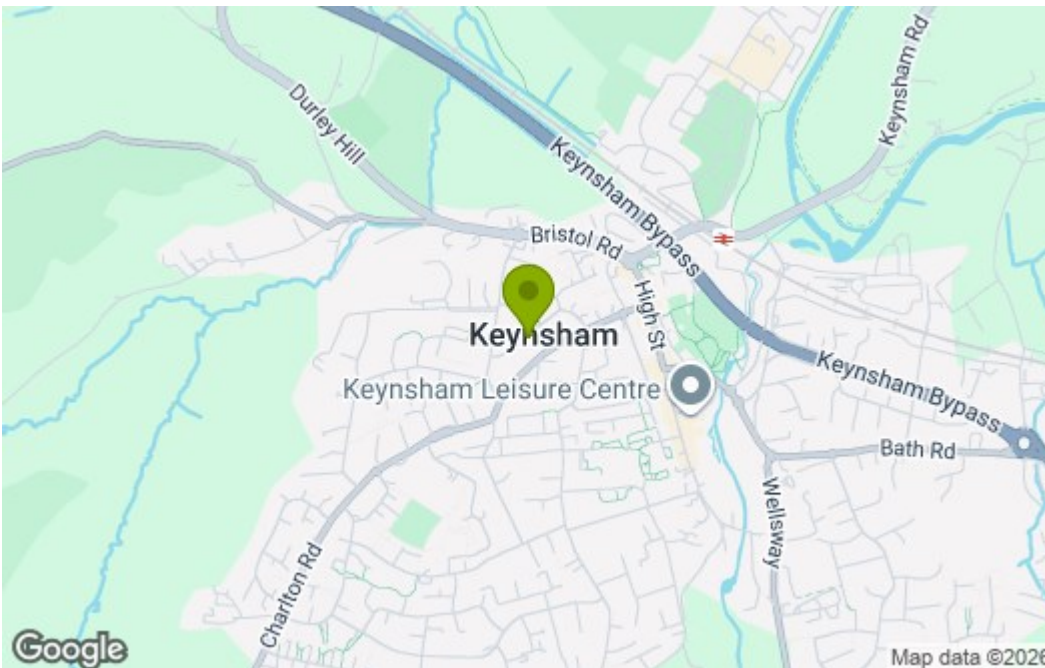 Keynsham Rd
Durley Hill
Keynsham Bypass
Bristol Rd
High St
Keynsham
Keynsham Leisure Centre
Keynsham Bypass
Bath Rd
Wellsway
Charlton Rd
Google
Map data ©2026